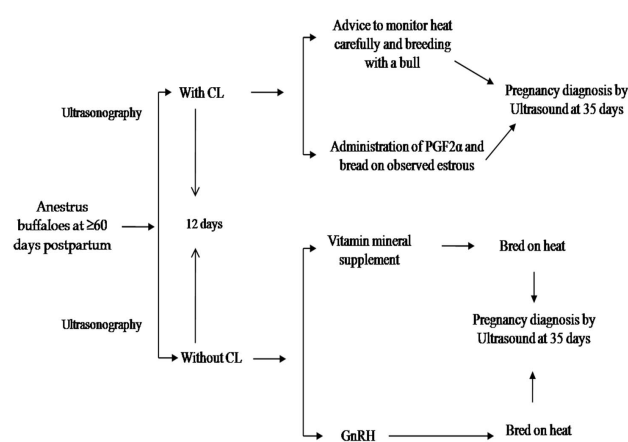 Advice to monitor heat
carefully and breeding
with a bull
With CL
Pregnancy diagnosis by
Ultrasound at 35 days
Ultrasonography
Administration of PGF2α and
bread on observed estrous
Anestrus
buffaloes at ≥60
days postpartum
12 days
Vitamin mineral
supplement
Bred on heat
Ultrasonography
Pregnancy diagnosis by
Ultrasound at 35 days
Without CL
GnRH
Bred on heat